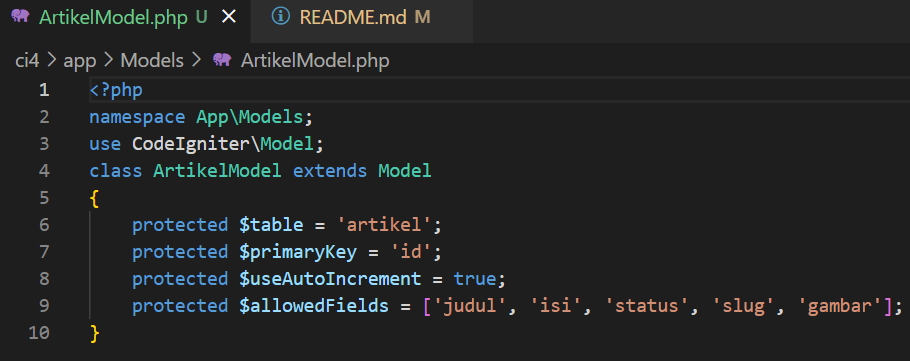 ArtikelModel.php U README.md M
ci4 > app > Models > ArtikelModel.php
1 <?php
2 namespace App\Models;
3 use CodeIgniter\Model;
4 class ArtikelModel extends Model
5 {
6     protected $table = 'artikel';
7     protected $primaryKey = 'id';
8     protected $useAutoIncrement = true;
9     protected $allowedFields = ['judul', 'isi', 'status', 'slug', 'gambar'];
10 }